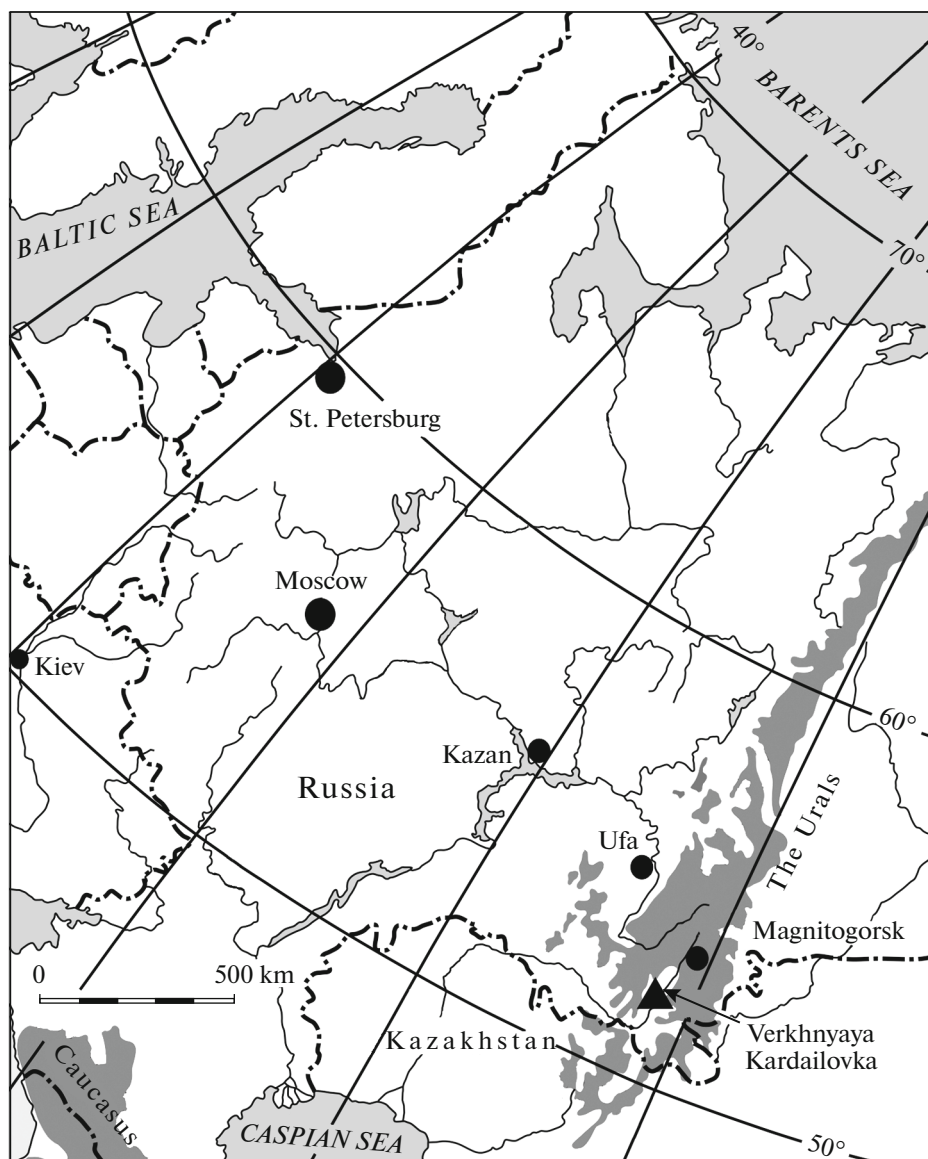 40°
BARENTS SEA
BALTIC SEA
70°
St. Petersburg
Moscow
Kiev
60°
Kazan
Russia
The Urals
Ufa
Magnitogorsk
0 500 km
Verkhnyaya
Kardailovka
Kazakhstan
Caucasus
CASPIAN SEA
50°